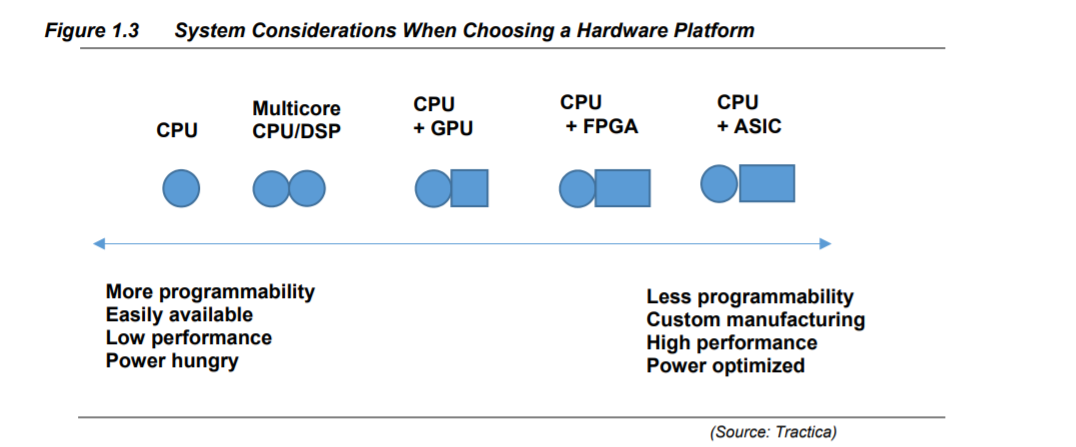 Figure 1.3 System Considerations When Choosing a Hardware Platform
CPU
Multicore
CPU/DSP
CPU
+ GPU
CPU
+ FPGA
CPU
+ ASIC
More programmability
Easily available
Low performance
Power hungry
Less programmability
Custom manufacturing
High performance
Power optimized
(Source: Tractica)